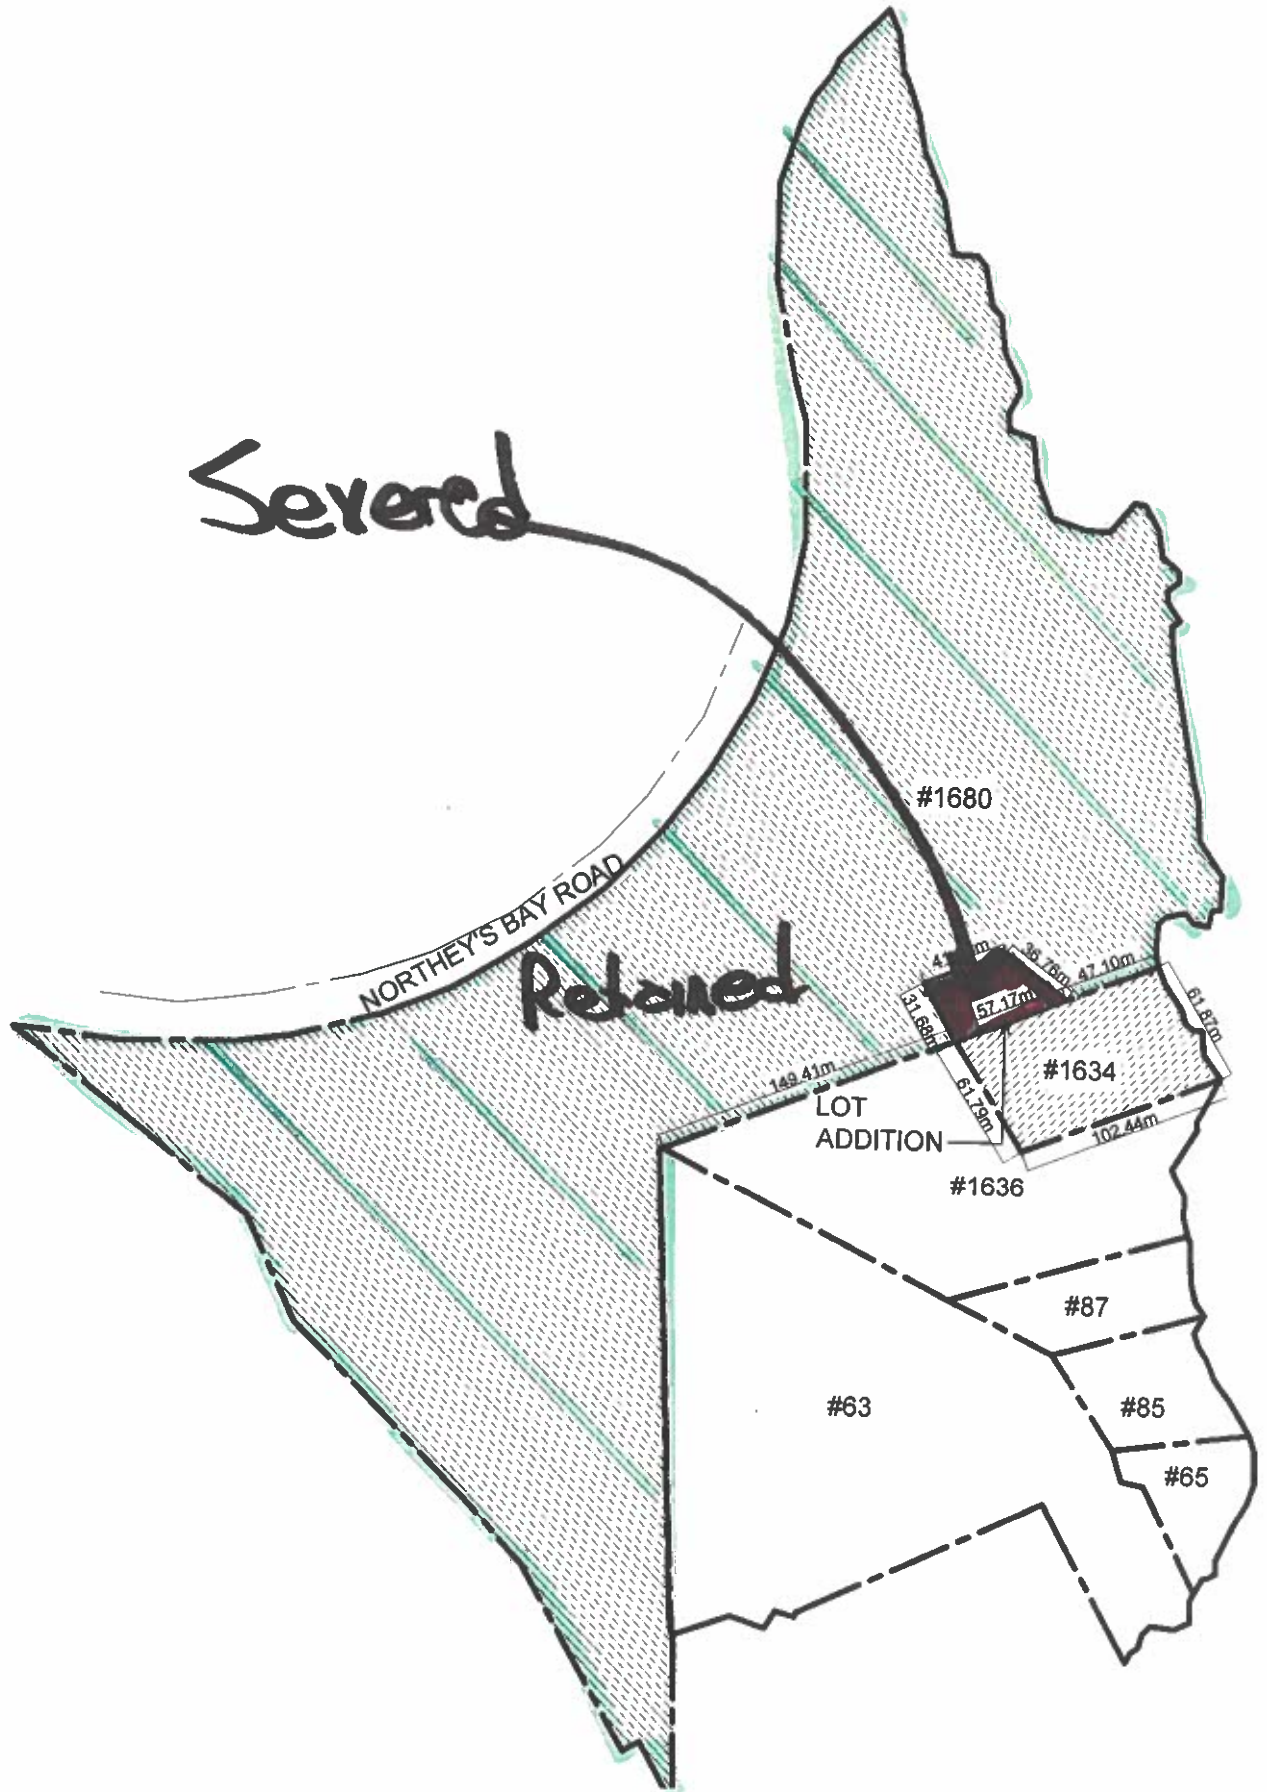 Severed
#1680
NORTHEY'S BAY ROAD
Retained
36.76m
47.10m
57.17m
31.68m
61.87m
#1634
149.41m
61.79m
LOT
ADDITION
102.44m
#1636
#87
#63
#85
#65